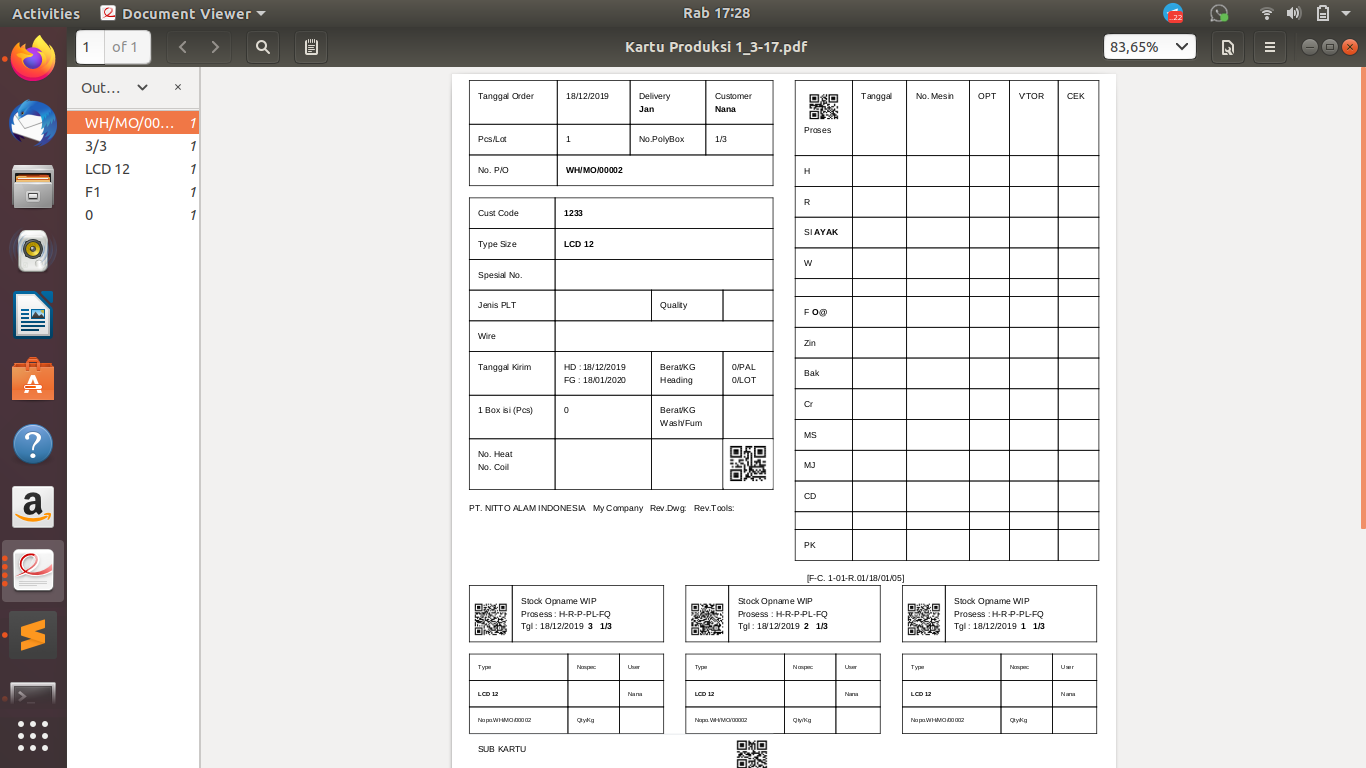 Activities Document Viewer Rab 17:28 22
1 of 1 Kartu Produksi 1_3-17.pdf 83,65%
Out…
WH/MO/00… 1
3/3 1
LCD 12 1
F1 1
0 1
Tanggal Order 18/12/2019 Delivery Customer
Jan Nana
Pcs/Lot 1 No.PolyBox 1/3
No. P/O WH/MO/00002
Cust Code 1233
Type Size LCD 12
Spesial No.
Jenis PLT Quality
Wire
Tanggal Kirim HD : 18/12/2019 Berat/KG 0/PAL
FG : 18/01/2020 Heading 0/LOT
1 Box isi (Pcs) 0 Berat/KG
Wash/Fum
No. Heat
No. Coil
PT. NITTO ALAM INDONESIA My Company Rev.Dwg: Rev.Tools:
Tanggal No. Mesin OPT V'TOR CEK
Proses
H
R
SI AYAK
W
F O@
Zin
Bak
Cr
MS
MJ
CD
PK
[F-C. 1-01-R.01/18/01/05]
Stock Opname WIP
Prosess : H-R-P-PL-FQ
Tgl : 18/12/2019 3 1/3
Stock Opname WIP
Prosess : H-R-P-PL-FQ
Tgl : 18/12/2019 2 1/3
Stock Opname WIP
Prosess : H-R-P-PL-FQ
Tgl : 18/12/2019 1 1/3
Type Nospec User
LCD 12 Nana
Nopo.WH/MO/00002 Qty/Kg
Type Nospec User
LCD 12 Nana
Nopo.WH/MO/00002 Qty/Kg
Type Nospec User
LCD 12 Nana
Nopo.WH/MO/00002 Qty/Kg
SUB KARTU